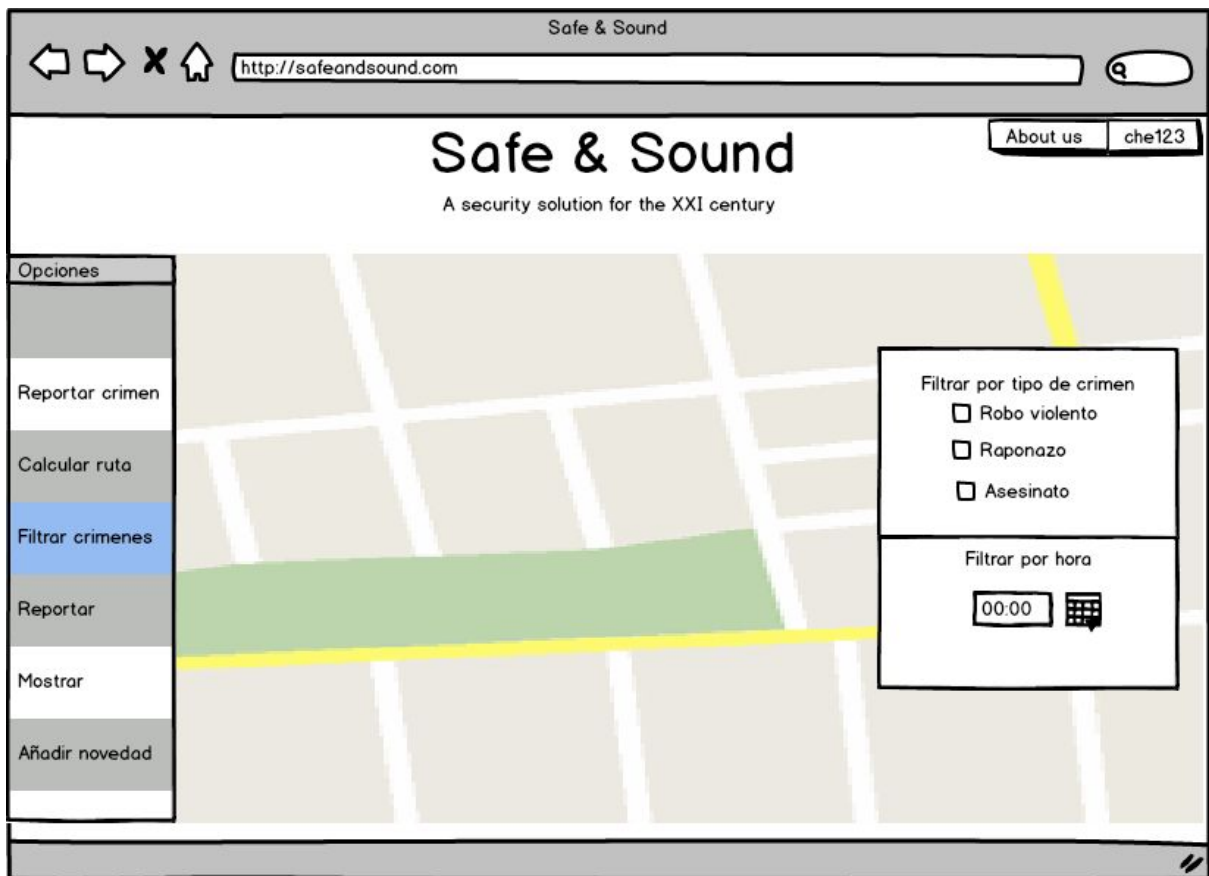 Safe & Sound
http://safeandsound.com
About us
che123
Safe & Sound
A security solution for the XXI century
Opciones
Reportar crimen
Calcular ruta
Filtrar crimenes
Reportar
Mostrar
Añadir novedad
Filtrar por tipo de crimen
Robo violento
Raponazo
Asesinato
Filtrar por hora
00:00